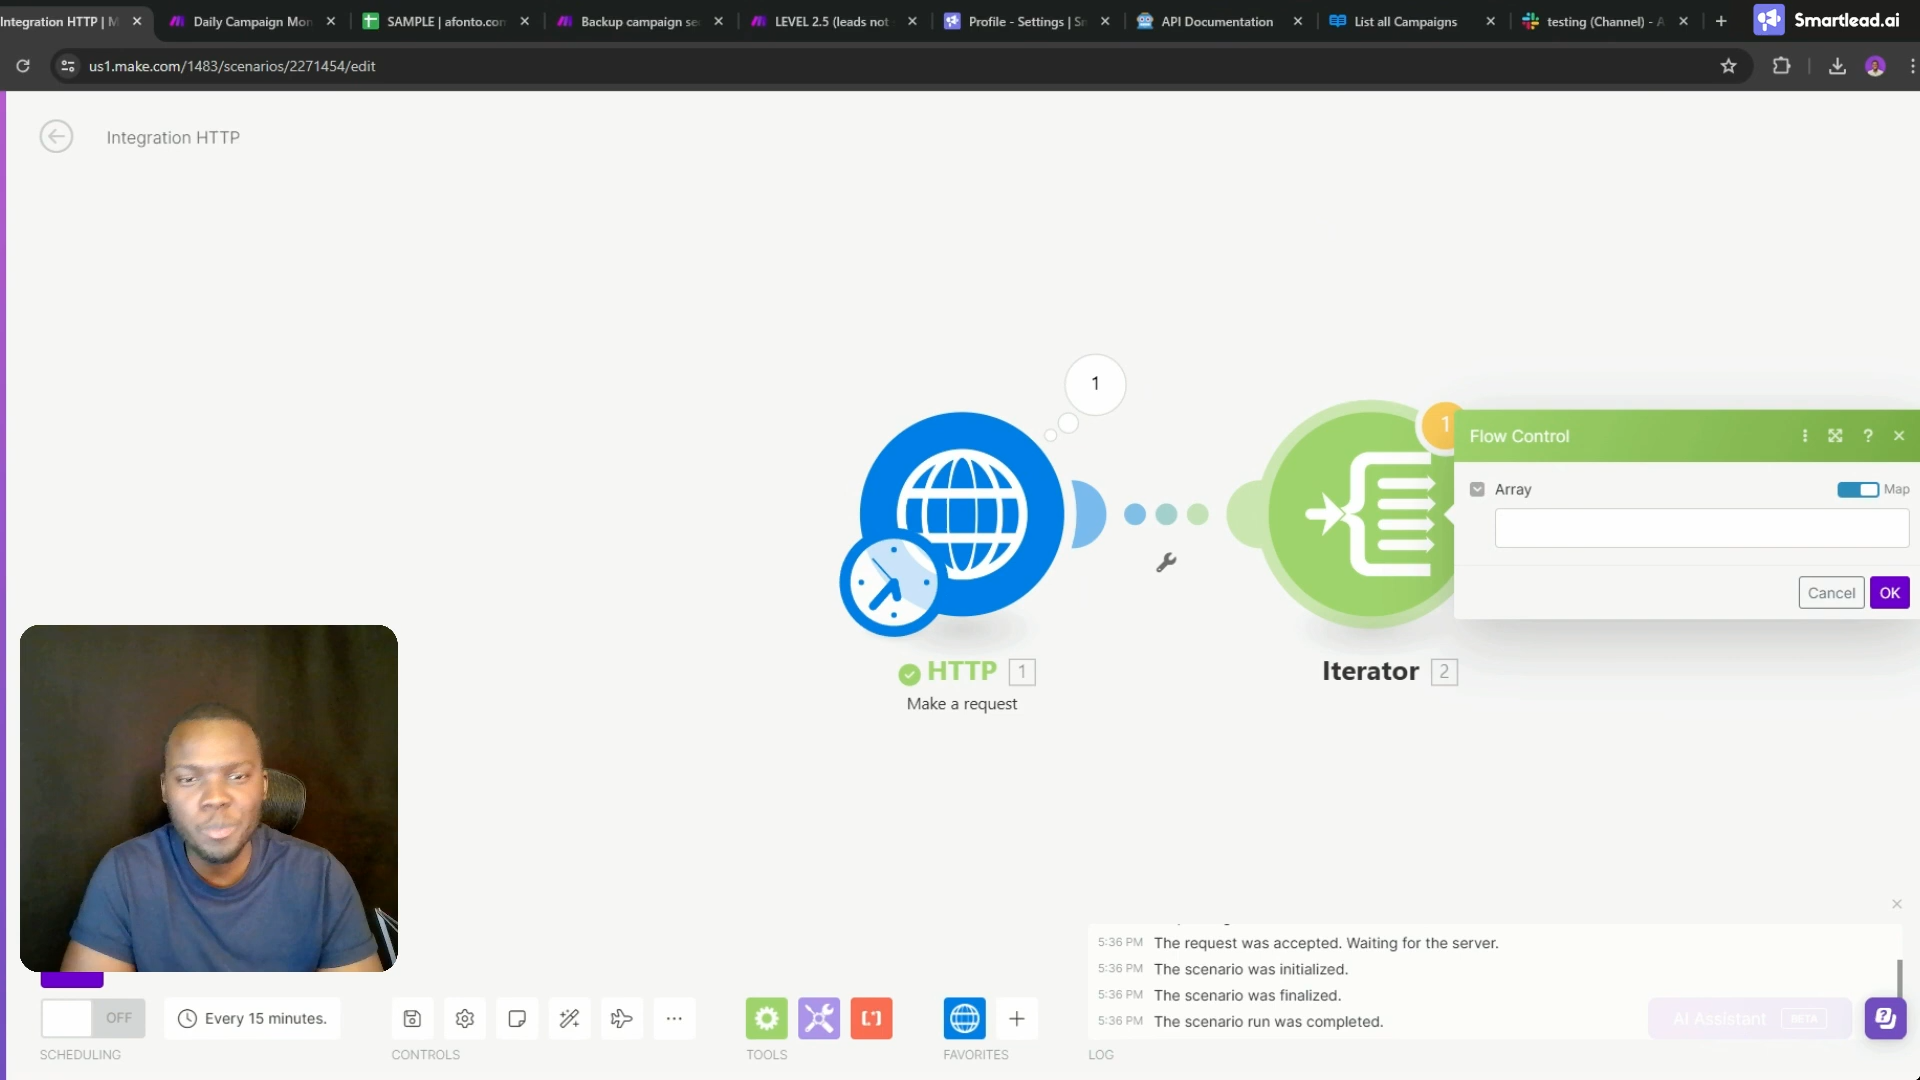 Integration HTTP | M
Daily Campaign Mon
SAMPLE | afonto.com
Backup campaign se
LEVEL 2.5 (leads not
Profile - Settings | Sm
API Documentation
List all Campaigns
testing (Channel) - A
Smartlead.ai
us1.make.com/1483/scenarios/2271454/edit
Integration HTTP
1
1
Flow Control
?
Array
Map
Cancel
OK
HTTP 1
Make a request
Iterator 2
5:36 PM The request was accepted. Waiting for the server.
5:36 PM The scenario was initialized.
5:36 PM The scenario was finalized.
5:36 PM The scenario run was completed.
OFF
Every 15 minutes.
AI Assistant BETA
SCHEDULING
CONTROLS
TOOLS
FAVORITES
LOG